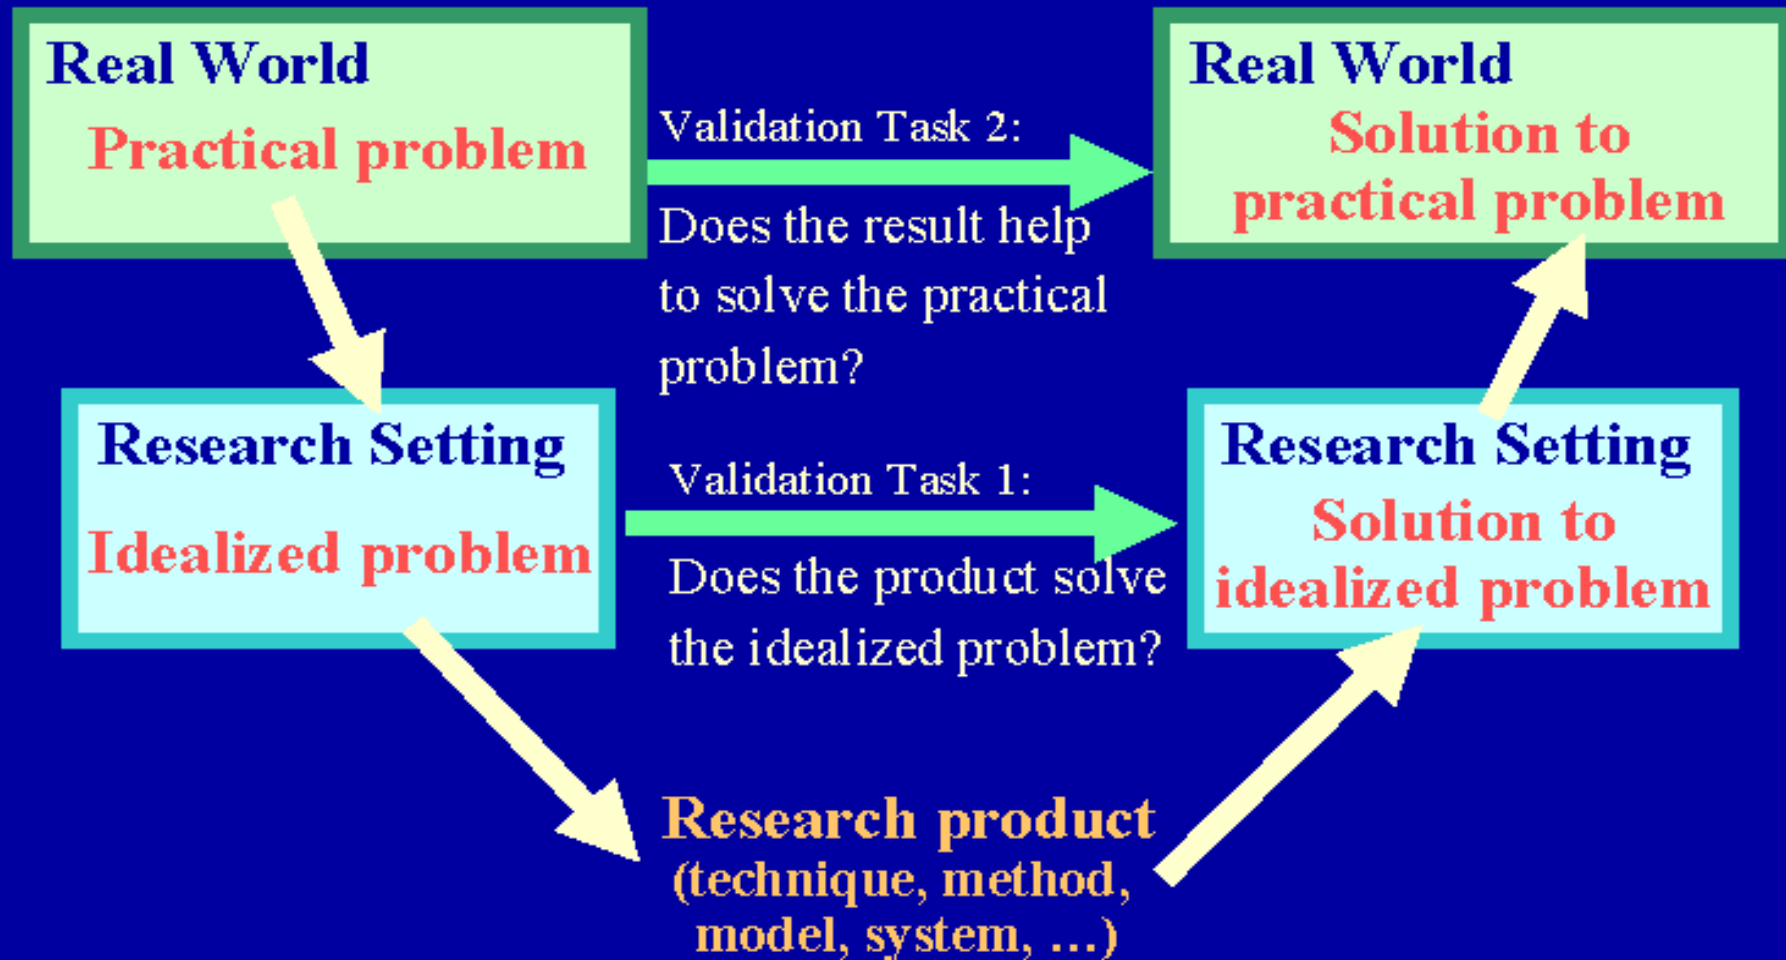 Real World
Practical problem
Validation Task 2:
Does the result help
to solve the practical
problem?
Real World
Solution to
practical problem
Research Setting
Idealized problem
Validation Task 1:
Does the product solve
the idealized problem?
Research Setting
Solution to
idealized problem
Research product
(technique, method,
model, system, …)